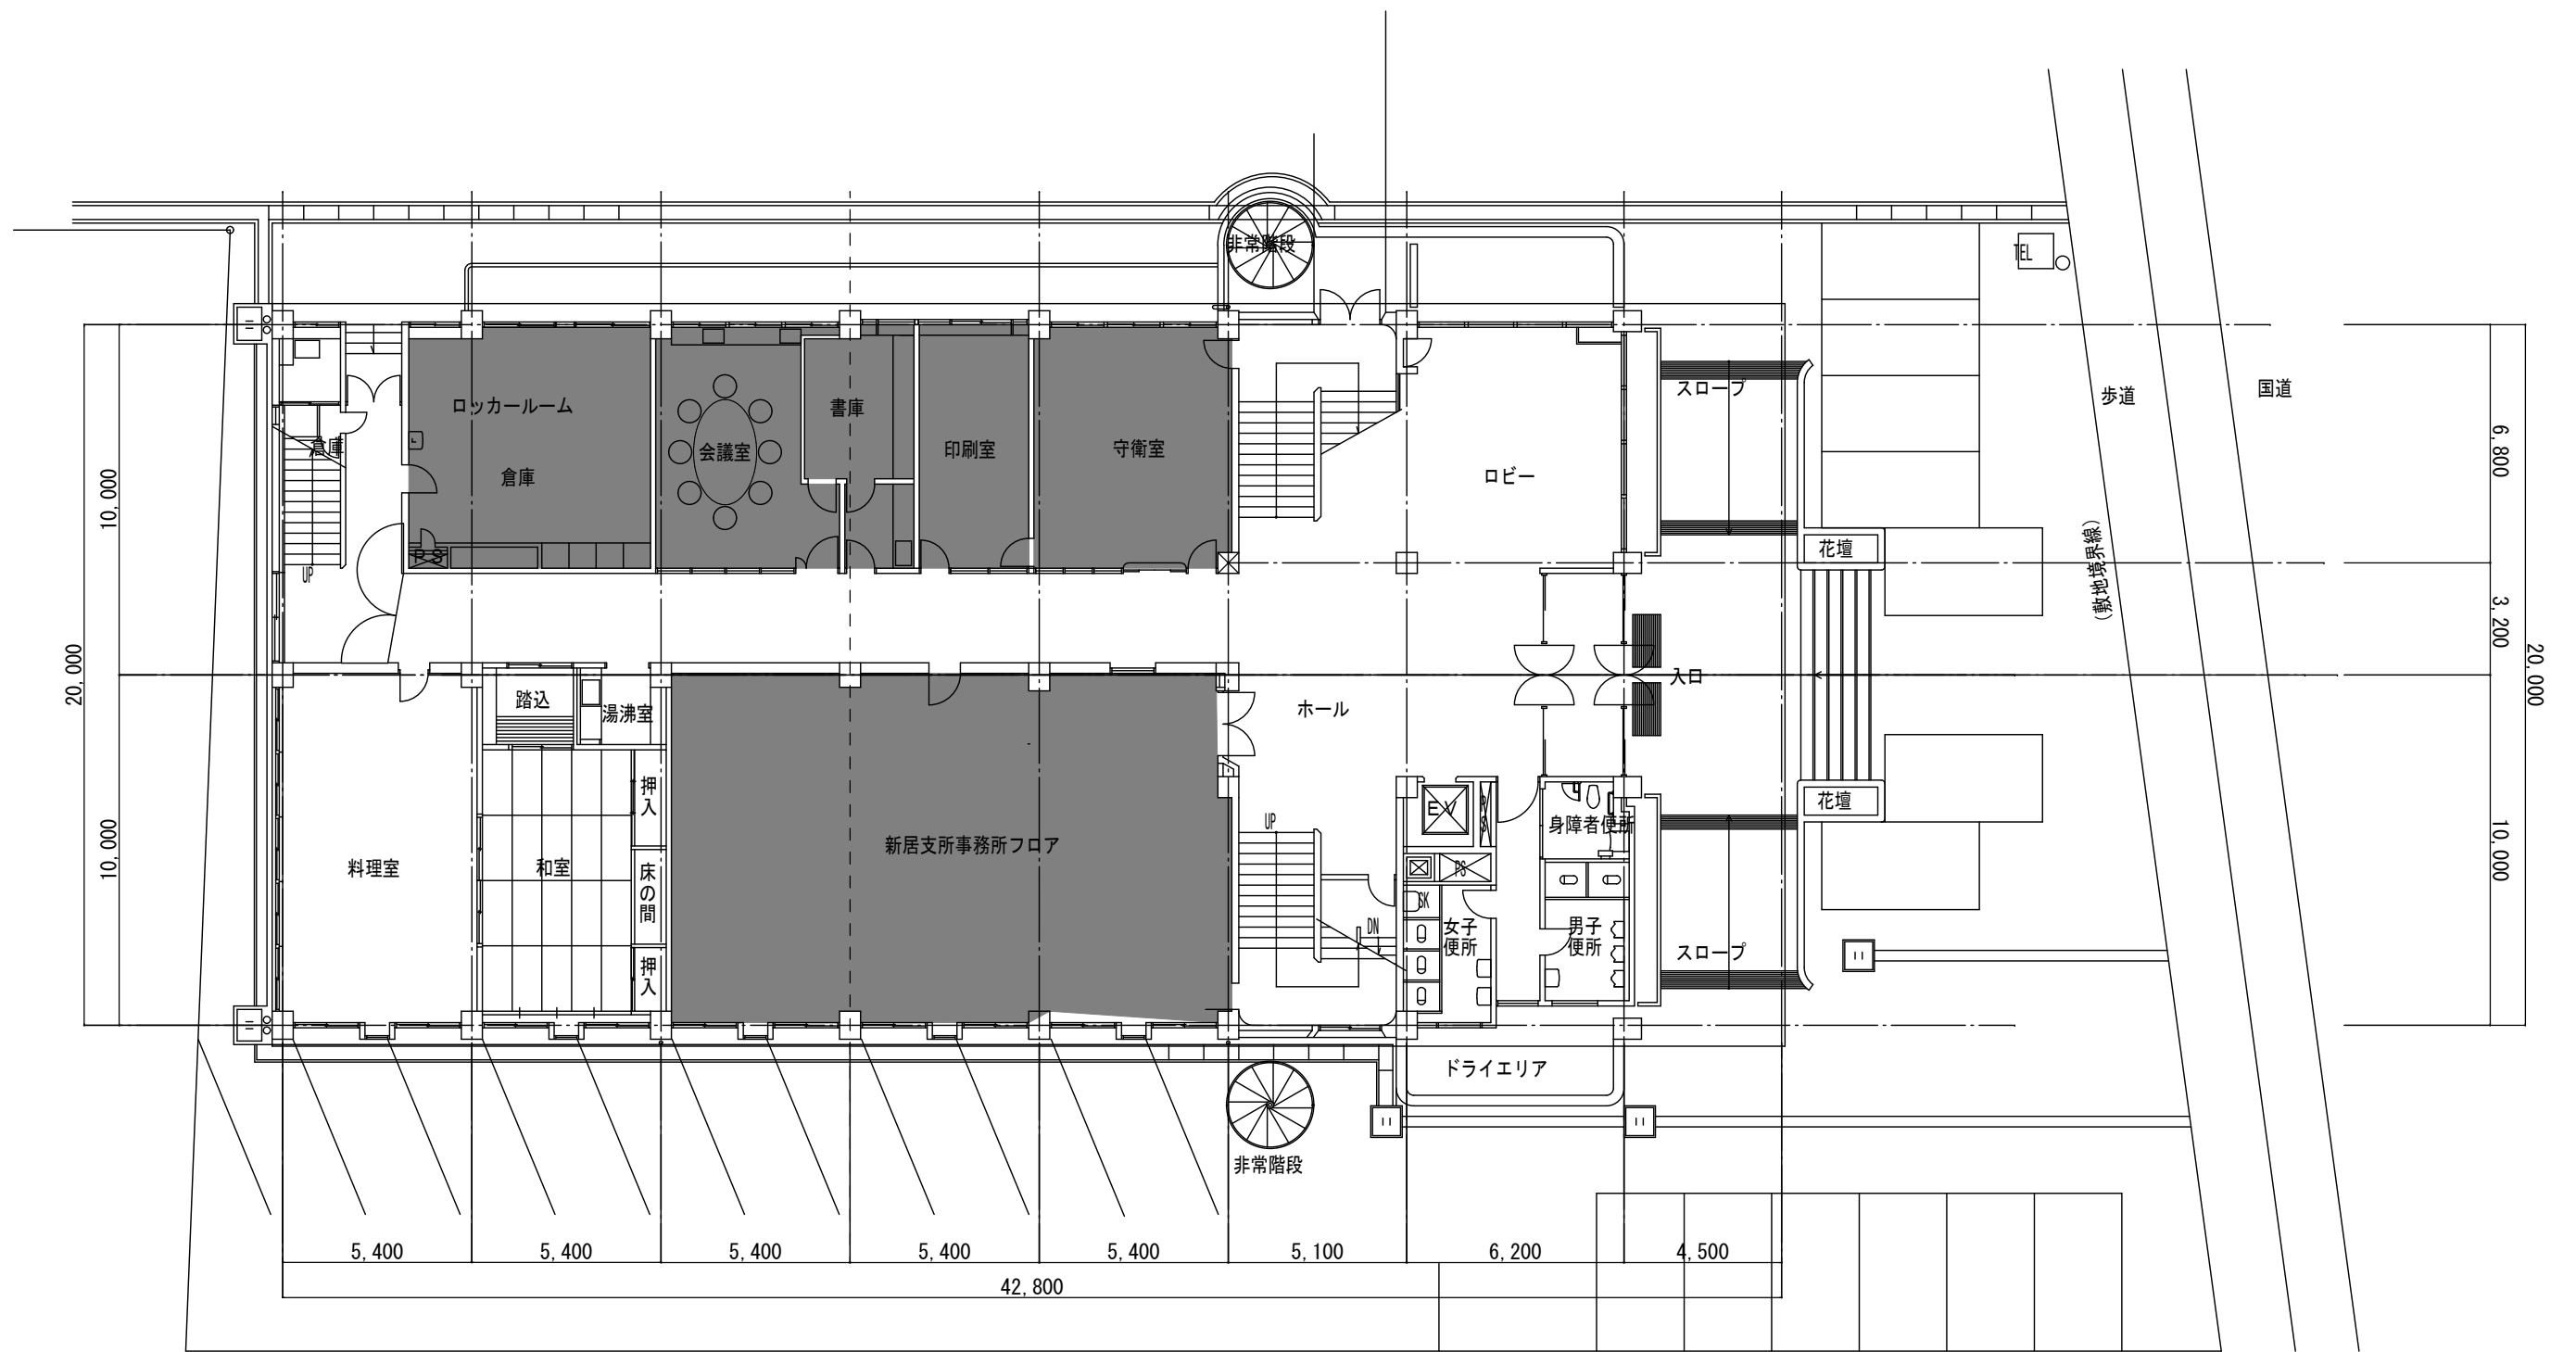 非常階段
TEL
ロッカールーム
倉庫
倉庫
PS
会議室
書庫
印刷室
守衛室
ロビー
スロープ
歩道
国道
(敷地境界線)
花壇
UP
10,000
20,000
10,000
6,800
3,200
20,000
10,000
踏込
湯沸室
押入
床の間
押入
料理室
和室
新居支所事務所フロア
ホール
入口
UP
EV
PS
PS
SK
DN
身障者便所
女子
便所
男子
便所
花壇
スロープ
ドライエリア
非常階段
5,400
5,400
5,400
5,400
5,400
5,100
6,200
4,500
42,800